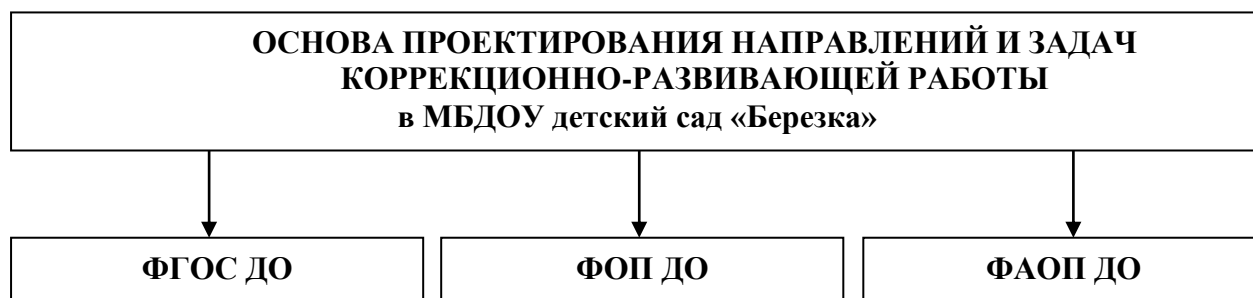 ОСНОВА ПРОЕКТИРОВАНИЯ НАПРАВЛЕНИЙ И ЗАДАЧ
КОРРЕКЦИОННО-РАЗВИВАЮЩЕЙ РАБОТЫ
в МБДОУ детский сад «Березка»
ФГОС ДО
ФОП ДО
ФАОП ДО